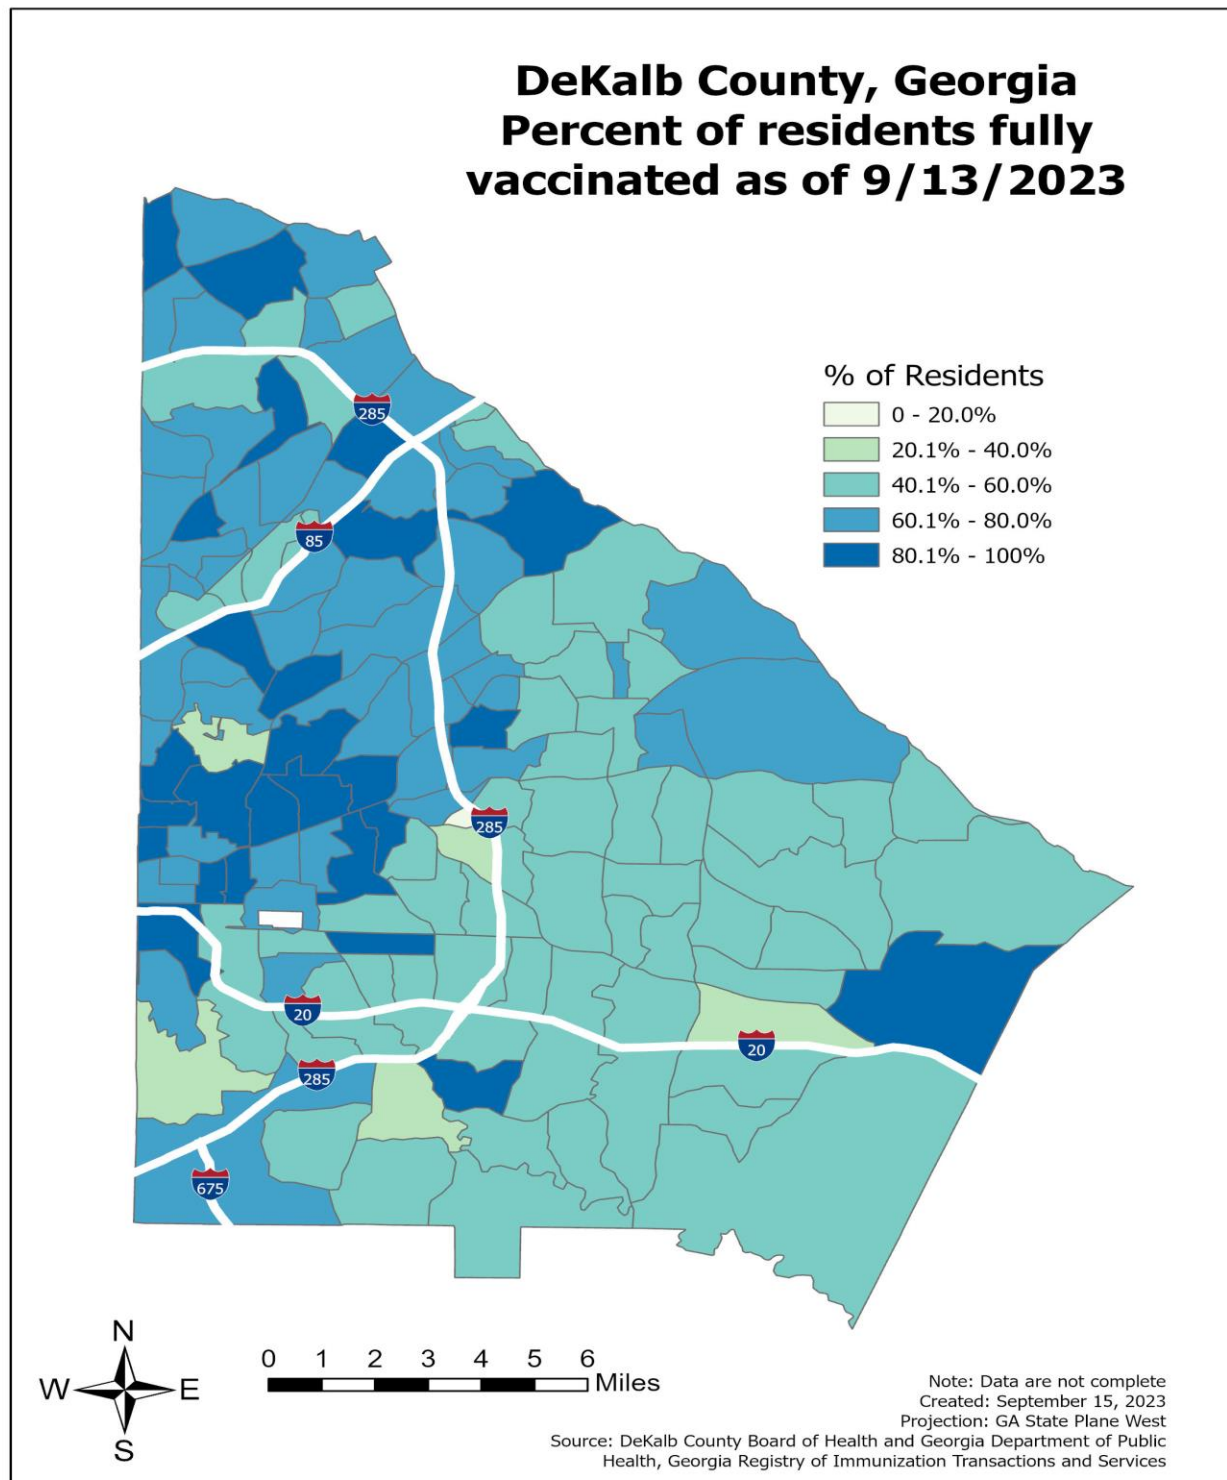 DeKalb County, Georgia
Percent of residents fully
vaccinated as of 9/13/2023
% of Residents
0 - 20.0%
20.1% - 40.0%
40.1% - 60.0%
60.1% - 80.0%
80.1% - 100%
285
85
285
20
20
285
675
N
W E
S
0 1 2 3 4 5 6
Miles
Note: Data are not complete
Created: September 15, 2023
Projection: GA State Plane West
Source: DeKalb County Board of Health and Georgia Department of Public
Health, Georgia Registry of Immunization Transactions and Services